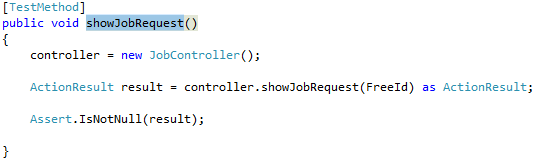 [TestMethod]
public void showJobRequest()
{
controller = new JobController();
ActionResult result = controller.showJobRequest(FreeId) as ActionResult;
Assert.IsNotNull(result);
}